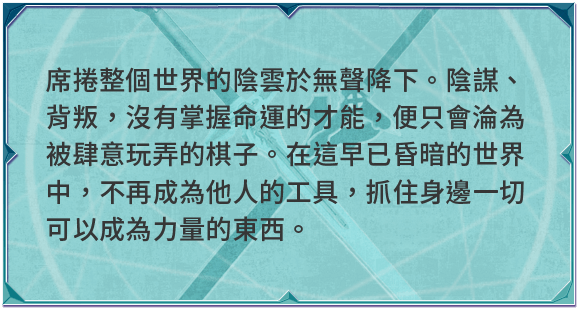 席捲整個世界的陰雲於無聲降下。陰謀、
背叛，沒有掌握命運的才能，便只會淪為
被肆意玩弄的棋子。在這早已昏暗的世界
中，不再成為他人的工具，抓住身邊一切
可以成為力量的東西。